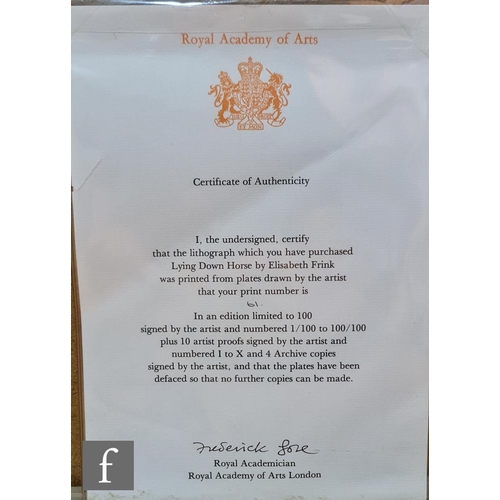 Royal Academy of Arts
Certificate of Authenticity
I, the undersigned, certify
that the lithograph which you have purchased
Lying Down Horse by Elisabeth Frink
was printed from plates drawn by the artist
that your print number is
61.
In an edition limited to 100
signed by the artist and numbered 1/100 to 100/100
plus 10 artist proofs signed by the artist and
numbered I to X and 4 Archive copies
signed by the artist, and that the plates have been
defaced so that no further copies can be made.
Frederick Gore
Royal Academician
Royal Academy of Arts London
f